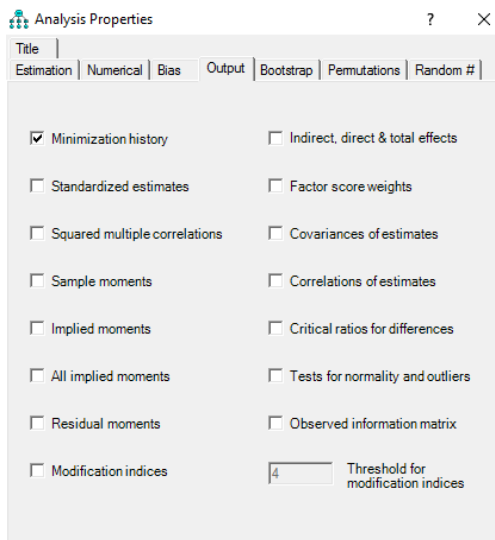 Analysis Properties ? ×
Title
Estimation Numerical Bias Output Bootstrap Permutations Random #
Minimization history
Indirect, direct & total effects
Standardized estimates
Factor score weights
Squared multiple correlations
Covariances of estimates
Sample moments
Correlations of estimates
Implied moments
Critical ratios for differences
All implied moments
Tests for normality and outliers
Residual moments
Observed information matrix
Modification indices
4
Threshold for
modification indices